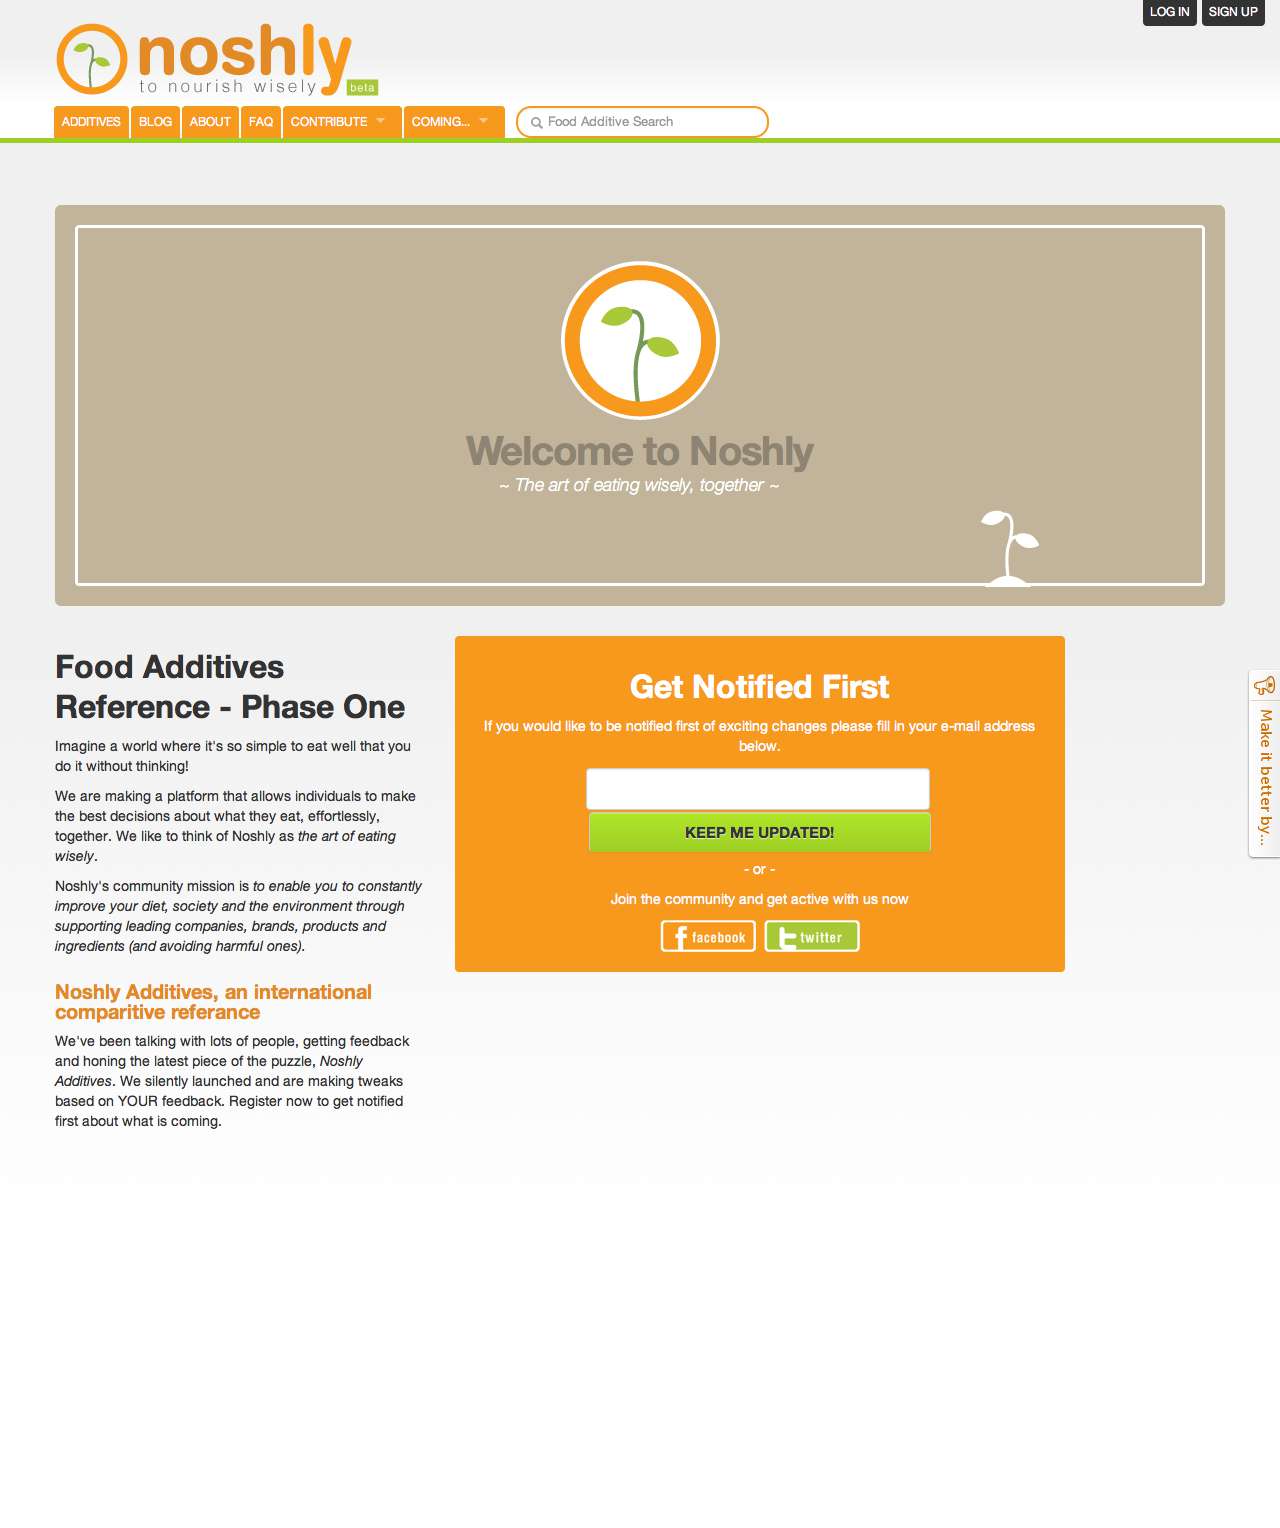 LOG IN
SIGN UP
noshly
to nourish wisely
beta
ADDITIVES
BLOG
ABOUT
FAQ
CONTRIBUTE
COMING...
Food Additive Search
Welcome to Noshly
~ The art of eating wisely, together ~
Food Additives
Reference - Phase One
Imagine a world where it's so simple to eat well that you
do it without thinking!
We are making a platform that allows individuals to make
the best decisions about what they eat, effortlessly,
together. We like to think of Noshly as the art of eating
wisely.
Noshly's community mission is to enable you to constantly
improve your diet, society and the environment through
supporting leading companies, brands, products and
ingredients (and avoiding harmful ones).
Noshly Additives, an international
comparitive referance
We've been talking with lots of people, getting feedback
and honing the latest piece of the puzzle, Noshly
Additives. We silently launched and are making tweaks
based on YOUR feedback. Register now to get notified
first about what is coming.
Get Notified First
If you would like to be notified first of exciting changes please fill in your e-mail address
below.
KEEP ME UPDATED!
- or -
Join the community and get active with us now
facebook
twitter
Make it better by...